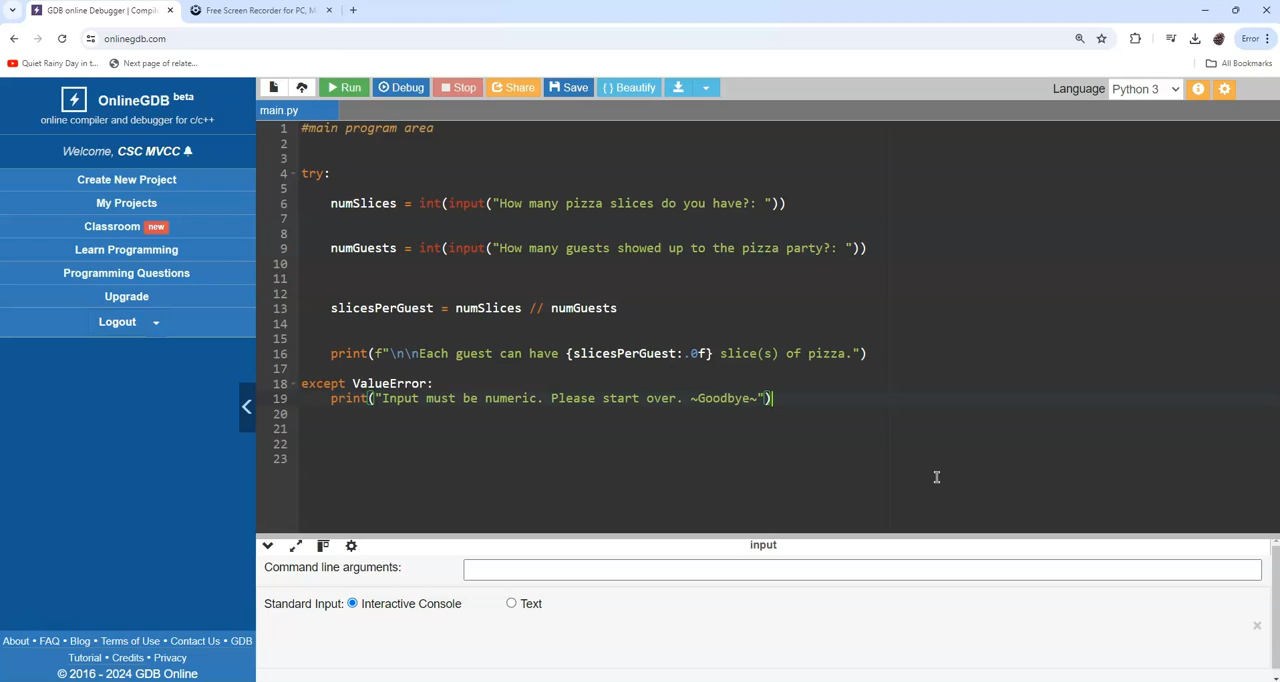 GDB online Debugger | Compil
Free Screen Recorder for PC, M
onlinegdb.com
Error
Quiet Rainy Day in t...
Next page of relate...
All Bookmarks
OnlineGDB beta
online compiler and debugger for c/c++
Welcome, CSC MVCC
Create New Project
My Projects
Classroom new
Learn Programming
Programming Questions
Upgrade
Logout
About • FAQ • Blog • Terms of Use • Contact Us • GDB
Tutorial • Credits • Privacy
© 2016 - 2024 GDB Online
Run Debug Stop Share Save {} Beautify
Language Python 3
main.py
1 #main program area
2
3
4 try:
5
6 numSlices = int(input("How many pizza slices do you have?: "))
7
8
9 numGuests = int(input("How many guests showed up to the pizza party?: "))
10
11
12
13 slicesPerGuest = numSlices // numGuests
14
15
16 print(f"\n\nEach guest can have {slicesPerGuest:.0f} slice(s) of pizza.")
17
18 except ValueError:
19 print("Input must be numeric. Please start over. ~Goodbye~")
20
21
22
23
input
Command line arguments:
Standard Input: Interactive Console Text